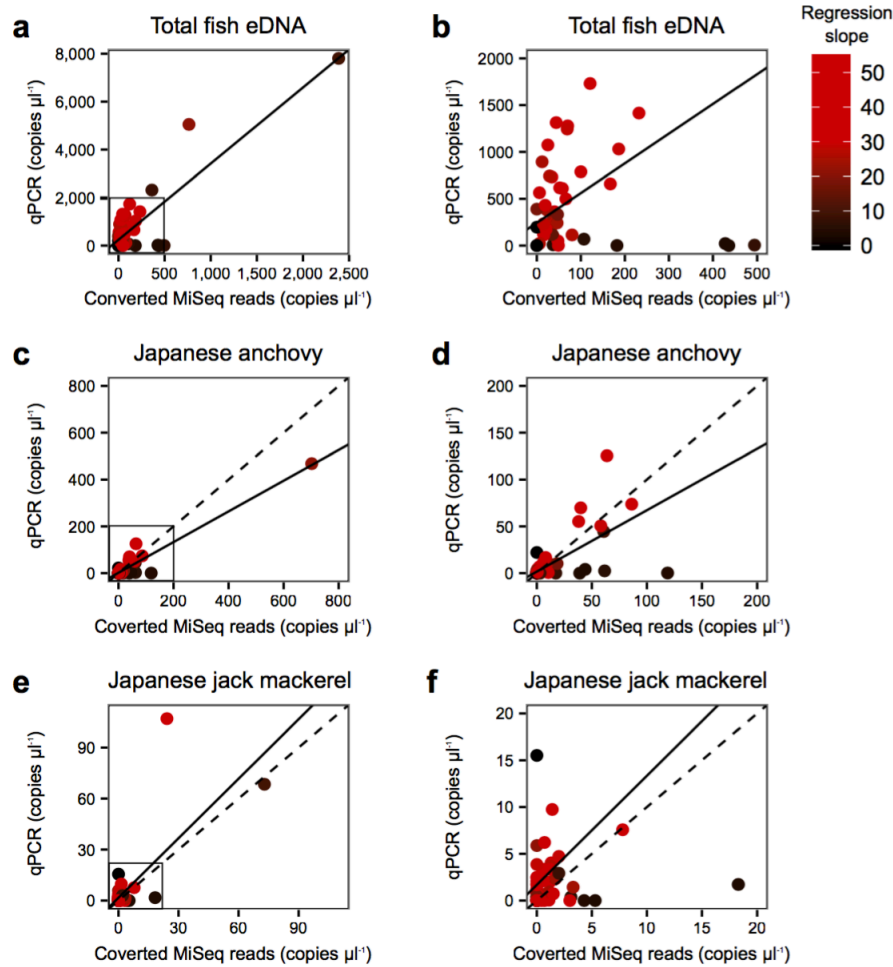 a
Total fish eDNA
8,000
6,000
4,000
2,000
0
qPCR (copies µl⁻¹)
0
500
1,000
1,500
2,000
2,500
Converted MiSeq reads (copies µl⁻¹)
b
Total fish eDNA
2000
1500
1000
500
0
qPCR (copies µl⁻¹)
0
100
200
300
400
500
Converted MiSeq reads (copies µl⁻¹)
Regression
slope
50
40
30
20
10
0
c
Japanese anchovy
800
600
400
200
0
qPCR (copies µl⁻¹)
0
200
400
600
800
Coverted MiSeq reads (copies µl⁻¹)
d
Japanese anchovy
200
150
100
50
0
qPCR (copies µl⁻¹)
0
50
100
150
200
Coverted MiSeq reads (copies µl⁻¹)
e
Japanese jack mackerel
90
60
30
0
qPCR (copies µl⁻¹)
0
30
60
90
Coverted MiSeq reads (copies µl⁻¹)
f
Japanese jack mackerel
20
15
10
5
0
qPCR (copies µl⁻¹)
0
5
10
15
20
Coverted MiSeq reads (copies µl⁻¹)